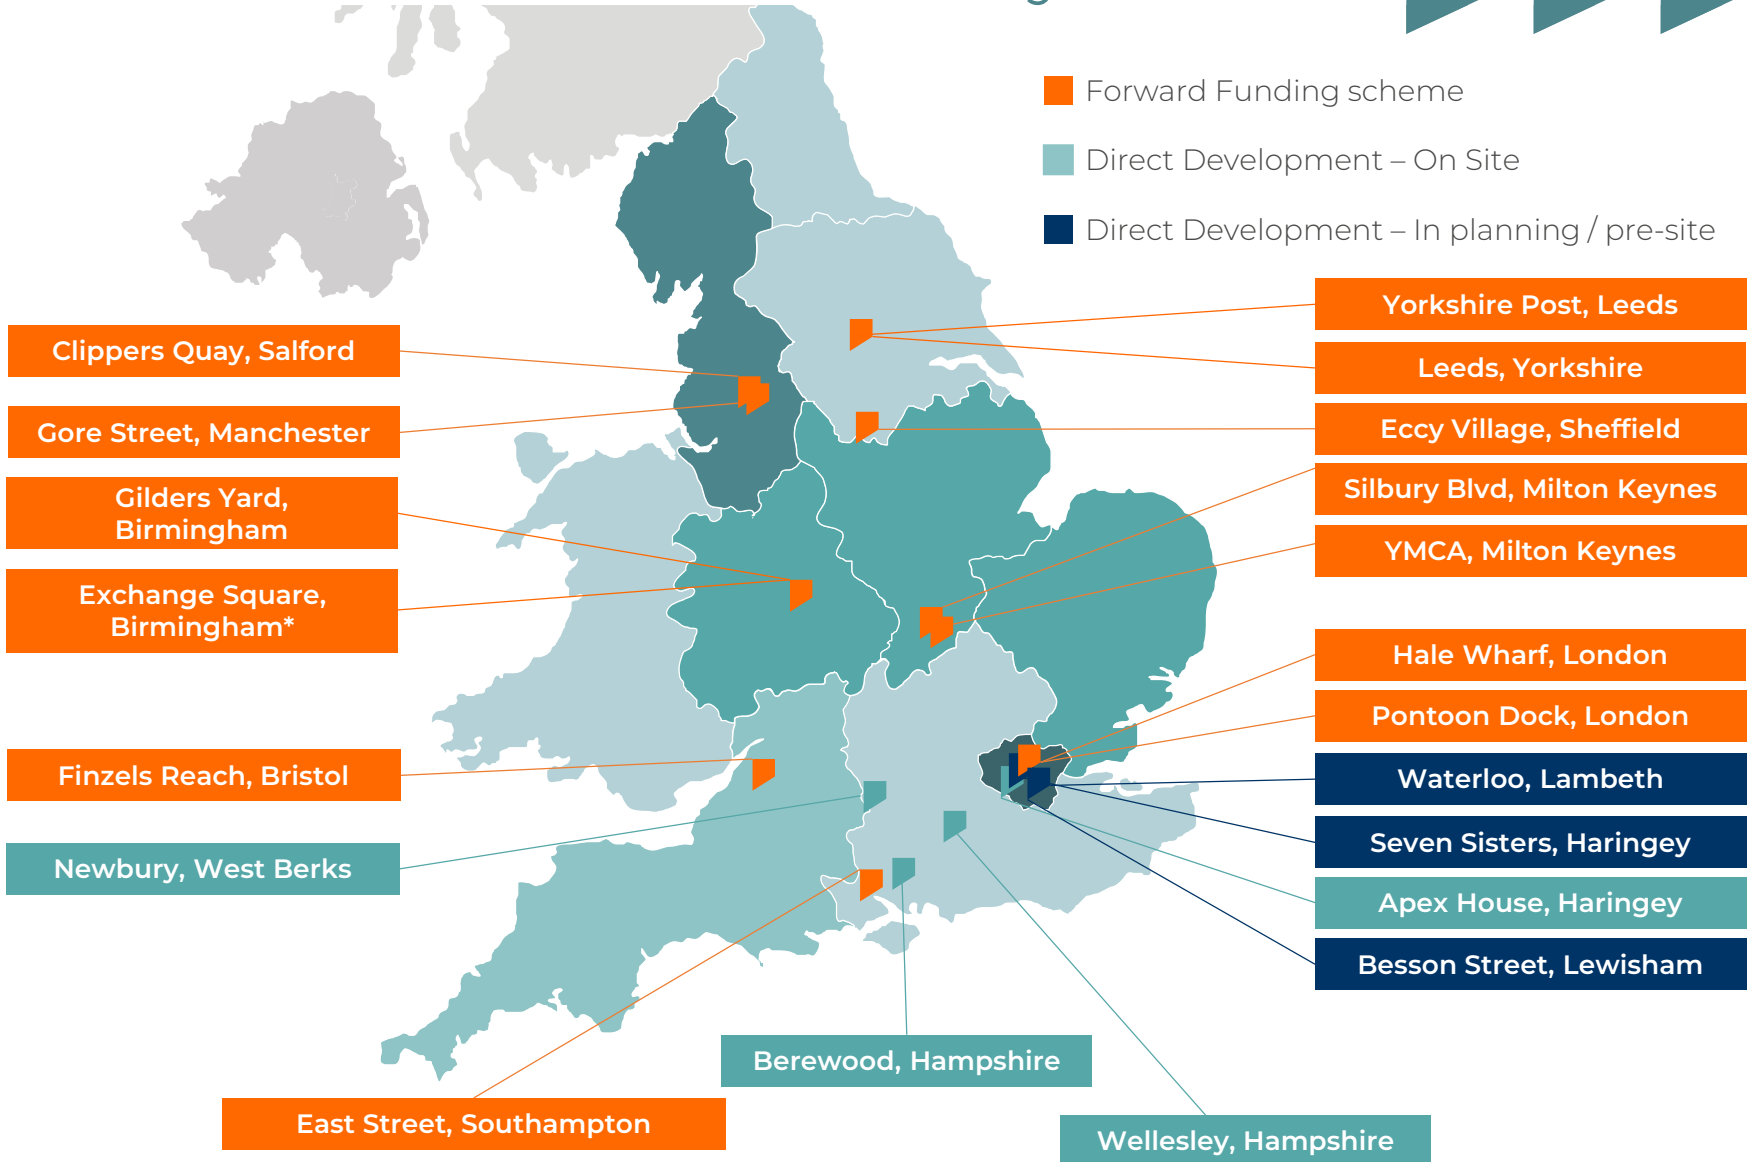 Forward Funding scheme
Direct Development – On Site
Direct Development – In planning / pre-site
Clippers Quay, Salford
Gore Street, Manchester
Gilders Yard,
Birmingham
Exchange Square,
Birmingham*
Finzels Reach, Bristol
Newbury, West Berks
Yorkshire Post, Leeds
Leeds, Yorkshire
Eccy Village, Sheffield
Silbury Blvd, Milton Keynes
YMCA, Milton Keynes
Hale Wharf, London
Pontoon Dock, London
Waterloo, Lambeth
Seven Sisters, Haringey
Apex House, Haringey
Besson Street, Lewisham
Berewood, Hampshire
East Street, Southampton
Wellesley, Hampshire